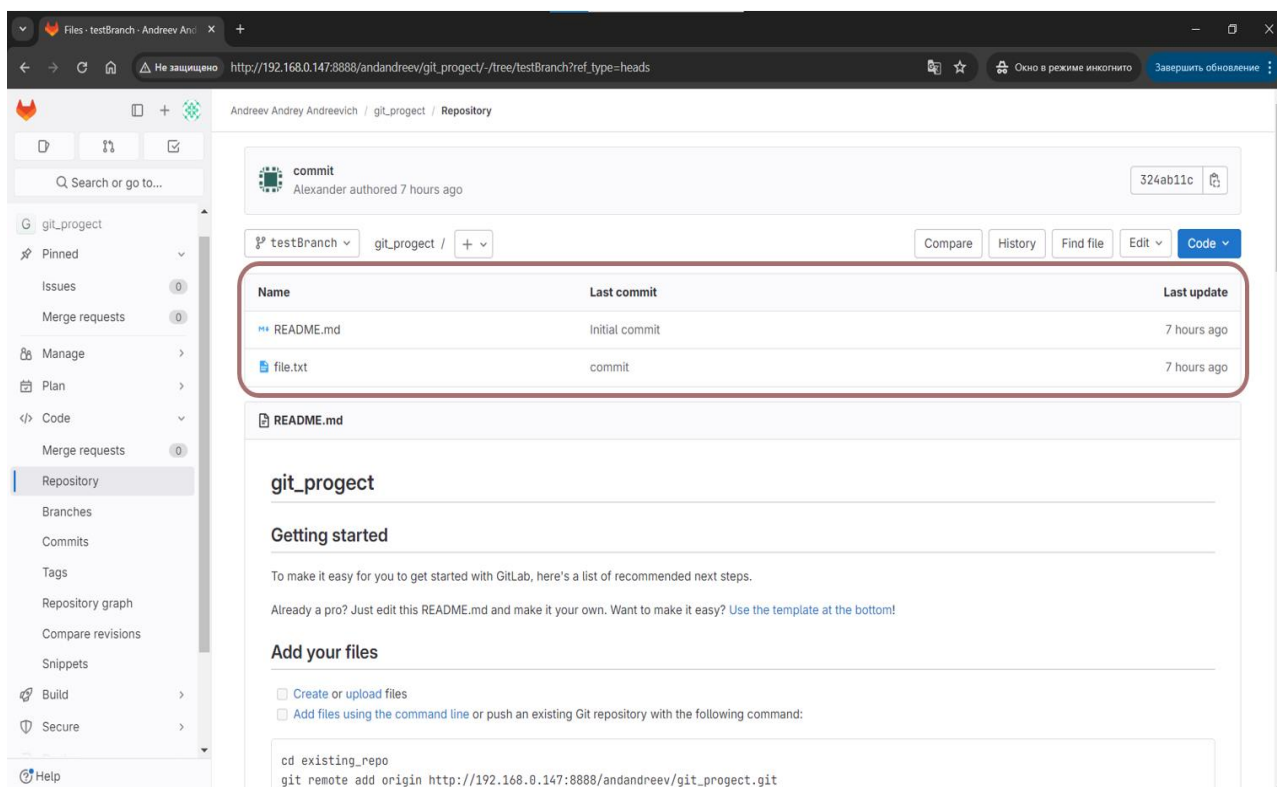 Files · testBranch · Andreev And
Не защищено http://192.168.0.147:8888/andandreev/git_progect/-/tree/testBranch?ref_type=heads Окно в режиме инкогнито Завершить обновление
Andreev Andrey Andreevich / git_progect / Repository
Search or go to...
G git_progect
Pinned
Issues 0
Merge requests 0
Manage
Plan
Code
Merge requests 0
Repository
Branches
Commits
Tags
Repository graph
Compare revisions
Snippets
Build
Secure
Help
commit
Alexander authored 7 hours ago
324ab11c
testBranch git_progect / + Compare History Find file Edit Code
Name Last commit Last update
README.md Initial commit 7 hours ago
file.txt commit 7 hours ago
README.md
git_progect
Getting started
To make it easy for you to get started with GitLab, here's a list of recommended next steps.
Already a pro? Just edit this README.md and make it your own. Want to make it easy? Use the template at the bottom!
Add your files
Create or upload files
Add files using the command line or push an existing Git repository with the following command:
cd existing_repo
git remote add origin http://192.168.0.147:8888/andandreev/git_progect.git